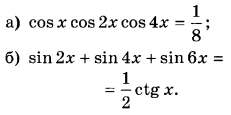 а) cos x cos 2x cos 4x = 1/8;
б) sin 2x + sin 4x + sin 6x =
= 1/2 ctg x.